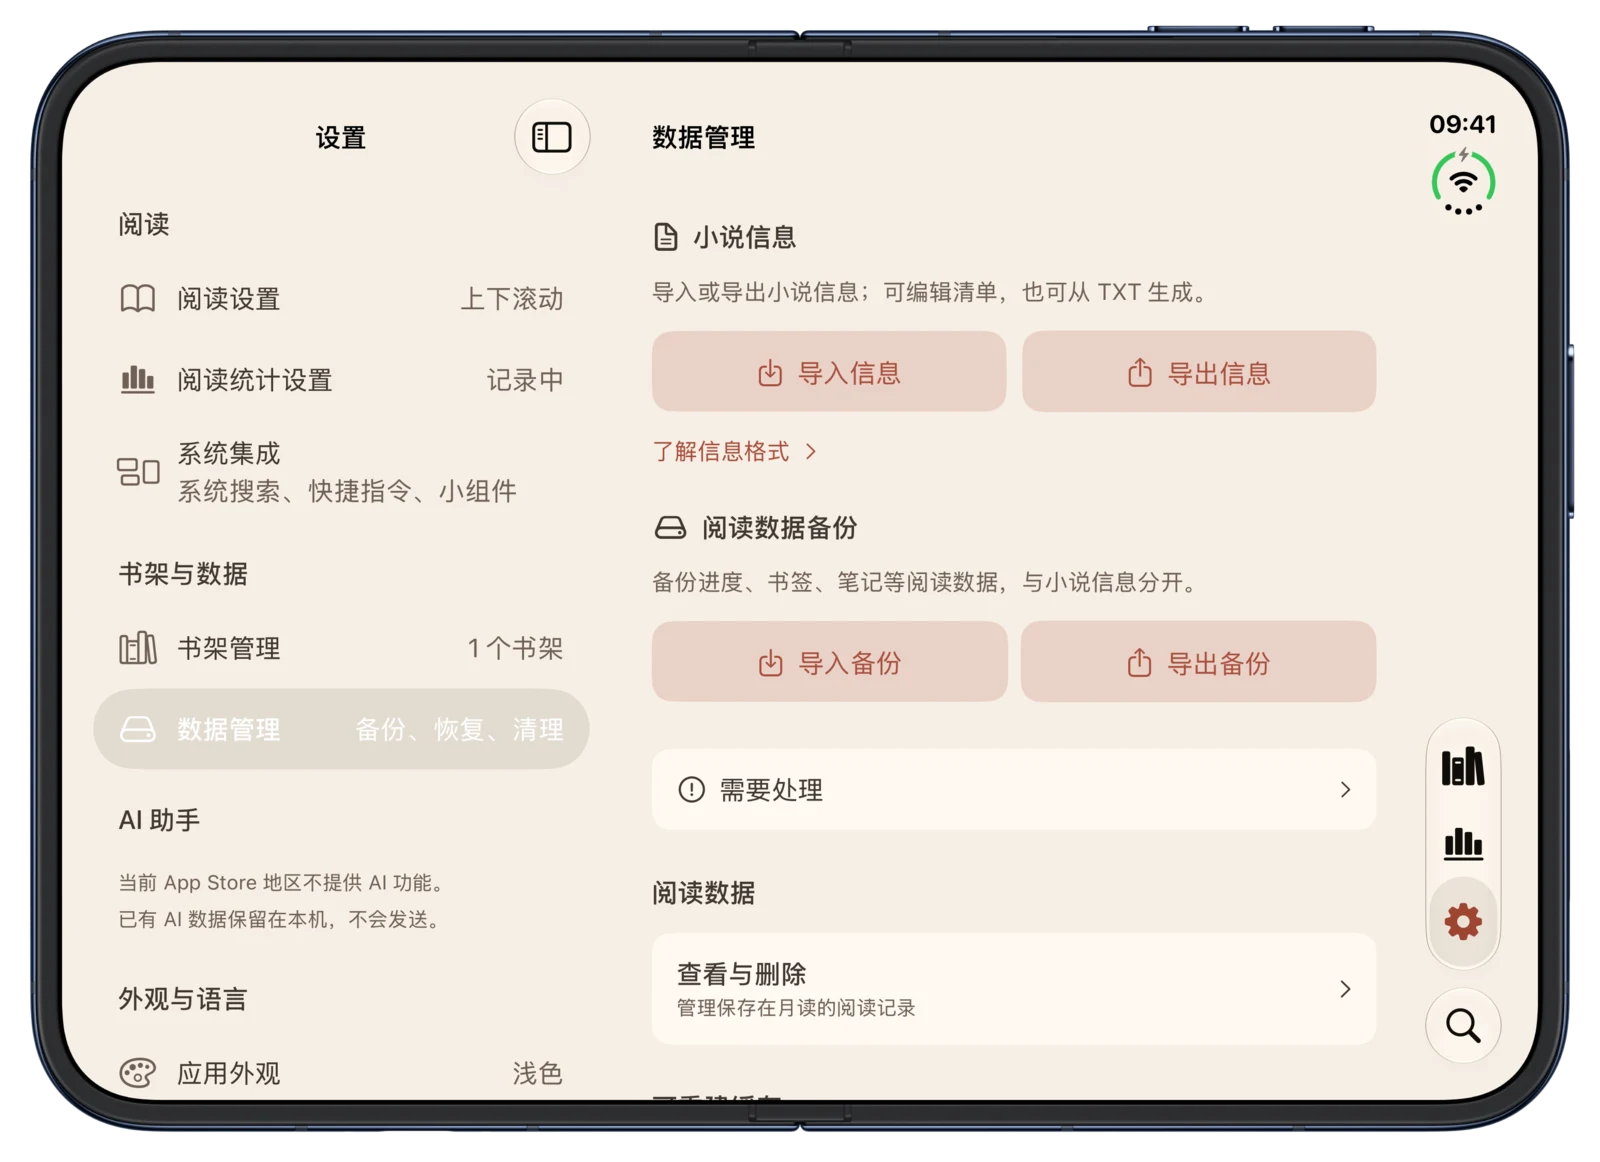 设置
阅读
阅读设置 上下滚动
阅读统计设置 记录中
系统集成
系统搜索、快捷指令、小组件
书架与数据
书架管理 1 个书架
数据管理 备份、恢复、清理
AI 助手
当前 App Store 地区不提供 AI 功能。
已有 AI 数据保留在本机，不会发送。
外观与语言
应用外观 浅色
数据管理
小说信息
导入或导出小说信息；可编辑清单，也可从 TXT 生成。
导入信息 导出信息
了解信息格式
阅读数据备份
备份进度、书签、笔记等阅读数据，与小说信息分开。
导入备份 导出备份
需要处理
阅读数据
查看与删除
管理保存在月读的阅读记录
09:41